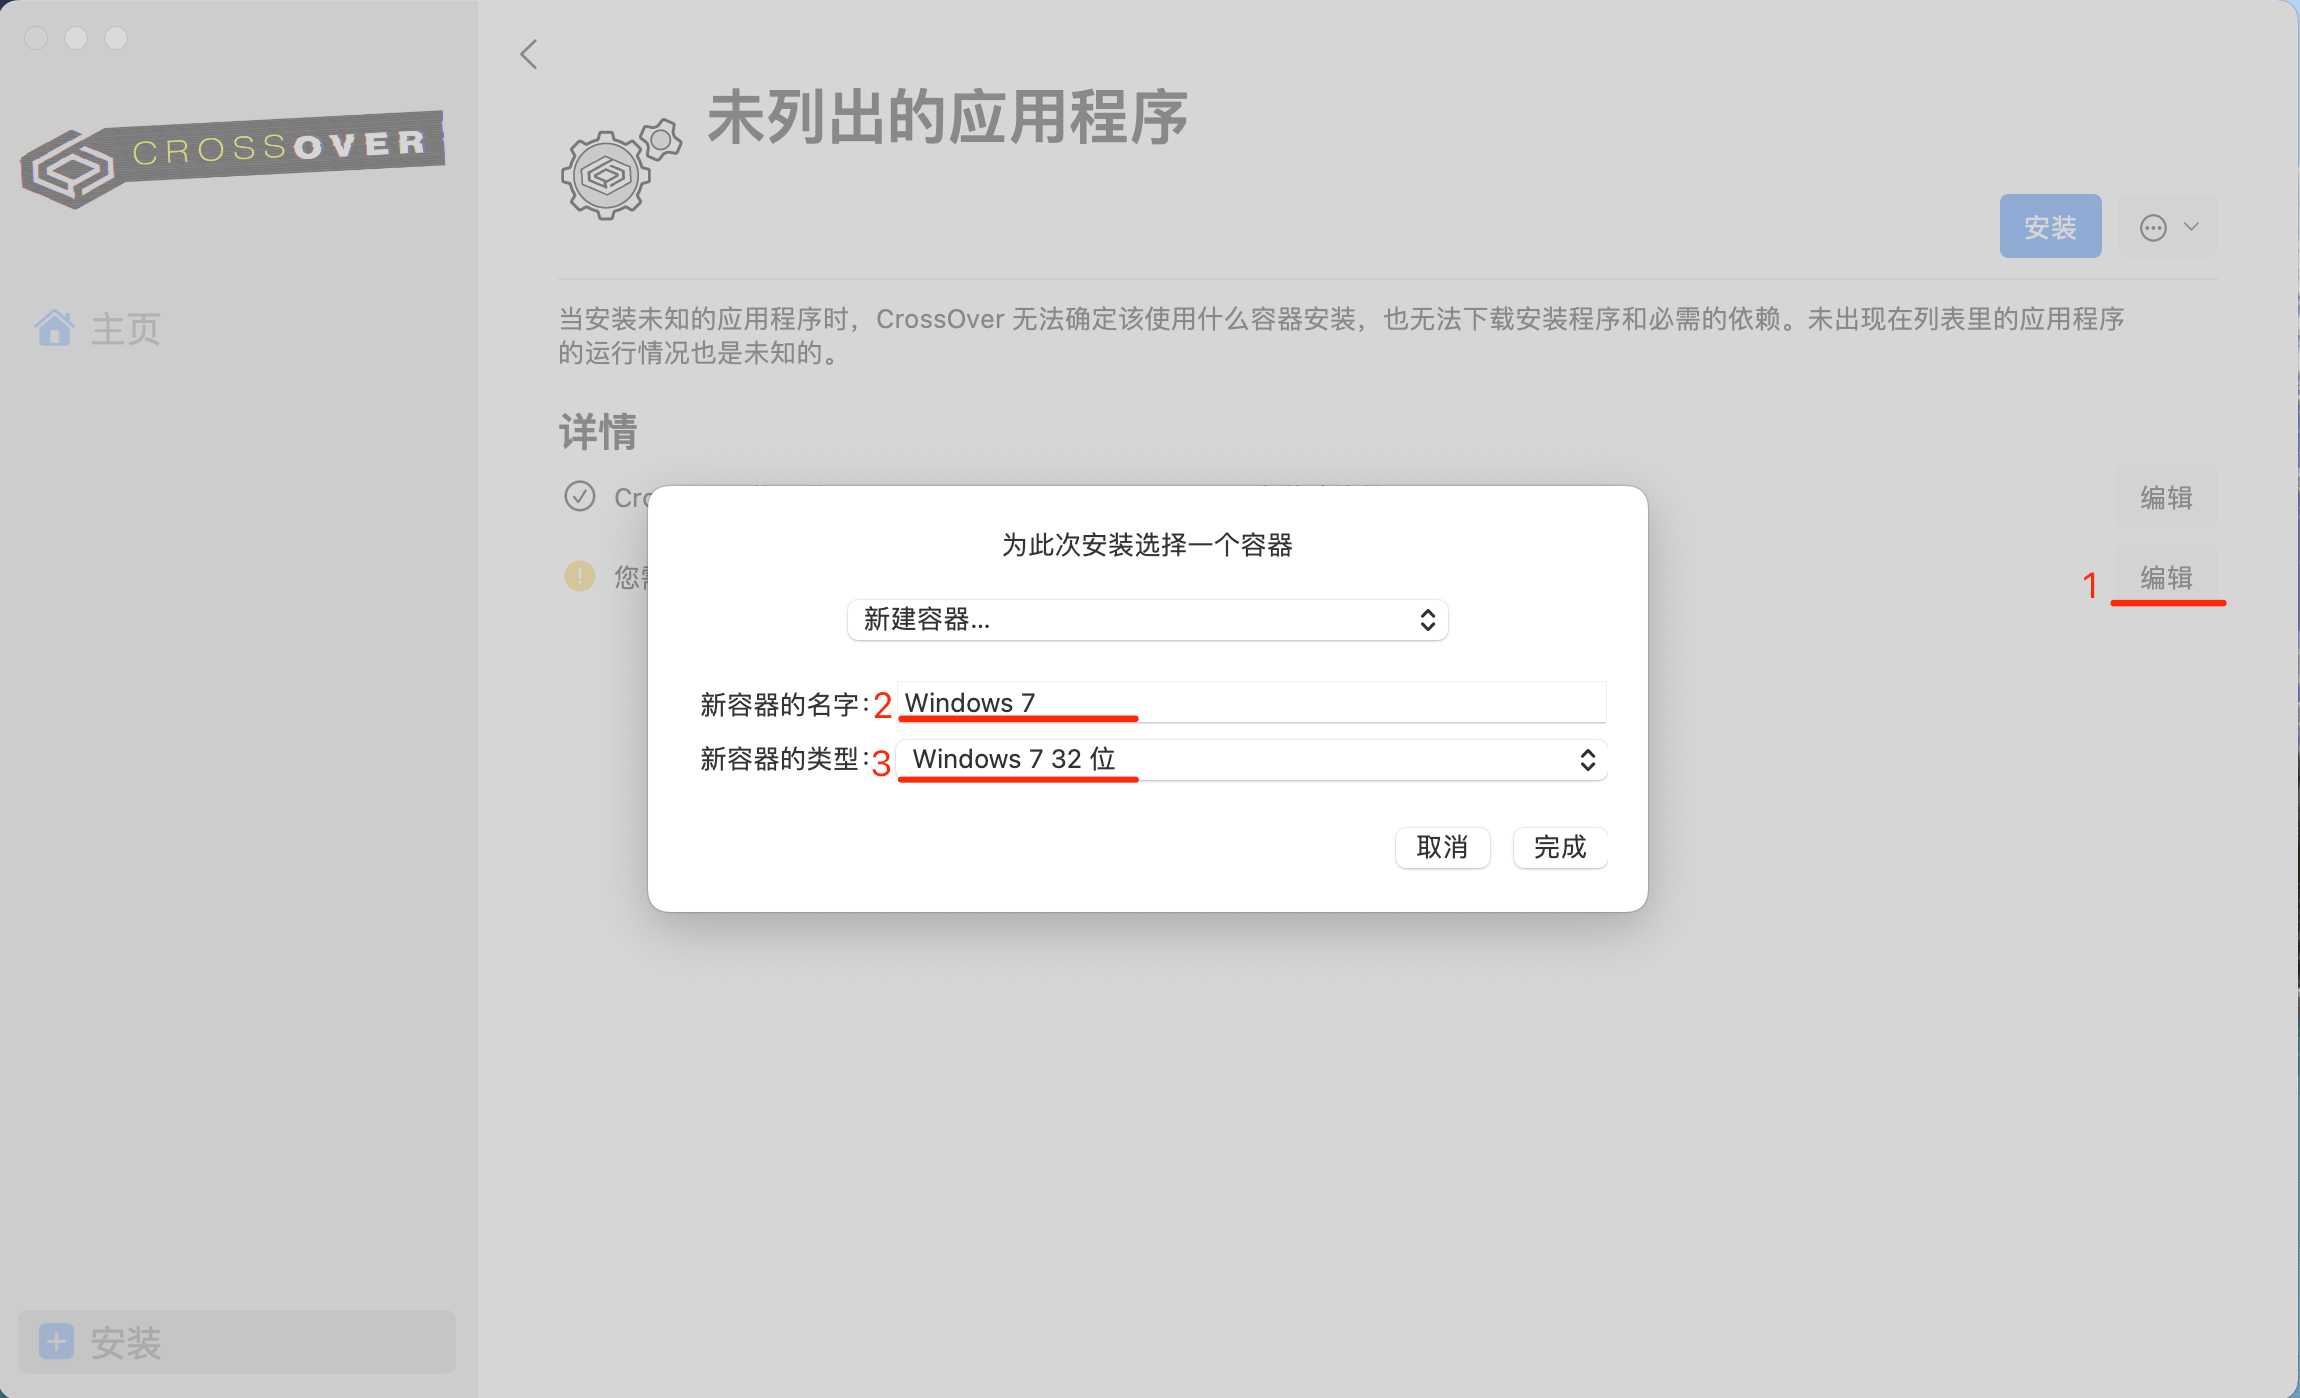 CROSSOVER
未列出的应用程序
主页
安装
当安装未知的应用程序时，CrossOver 无法确定该使用什么容器安装，也无法下载安装程序和必需的依赖。未出现在列表里的应用程序
的运行情况也是未知的。
详情
编辑
您
1 编辑
为此次安装选择一个容器
新建容器...
新容器的名字: 2 Windows 7
新容器的类型: 3 Windows 7 32 位
取消 完成
安装